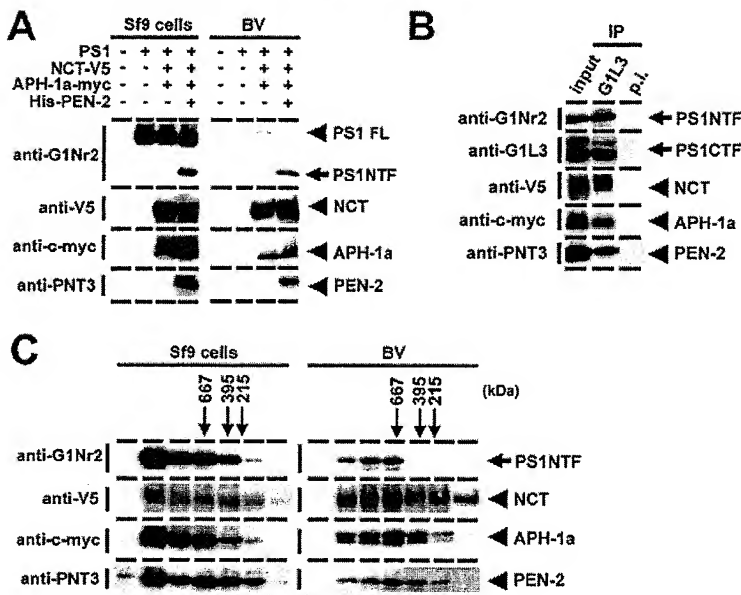 A
Sf9 cells
BV
PS1 - + + + - + + +
NCT-V5 - - + + - - + +
APH-1a-myc - - + + - - + +
His-PEN-2 - - - + - - - +
anti-G1Nr2
PS1 FL
PS1NTF
anti-V5
NCT
anti-c-myc
APH-1a
anti-PNT3
PEN-2
B
IP
input
G1L3
p.i.
anti-G1Nr2
PS1NTF
anti-G1L3
PS1CTF
anti-V5
NCT
anti-c-myc
APH-1a
anti-PNT3
PEN-2
C
Sf9 cells
BV
667
395
215
667
395
215
(kDa)
anti-G1Nr2
PS1NTF
anti-V5
NCT
anti-c-myc
APH-1a
anti-PNT3
PEN-2